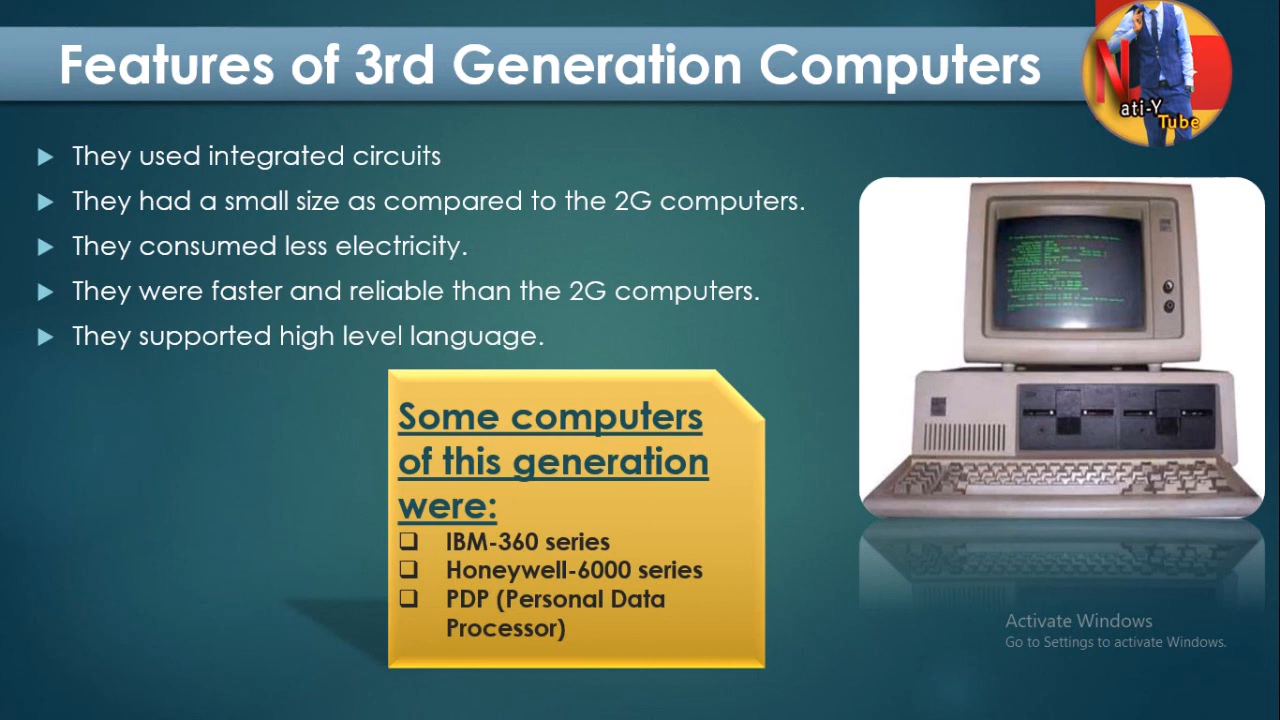 Features of 3rd Generation Computers
N
ati-Y
Tube
They used integrated circuits
They had a small size as compared to the 2G computers.
They consumed less electricity.
They were faster and reliable than the 2G computers.
They supported high level language.
Some computers
of this generation
were:
IBM-360 series
Honeywell-6000 series
PDP (Personal Data
Processor)
Activate Windows
Go to Settings to activate Windows.